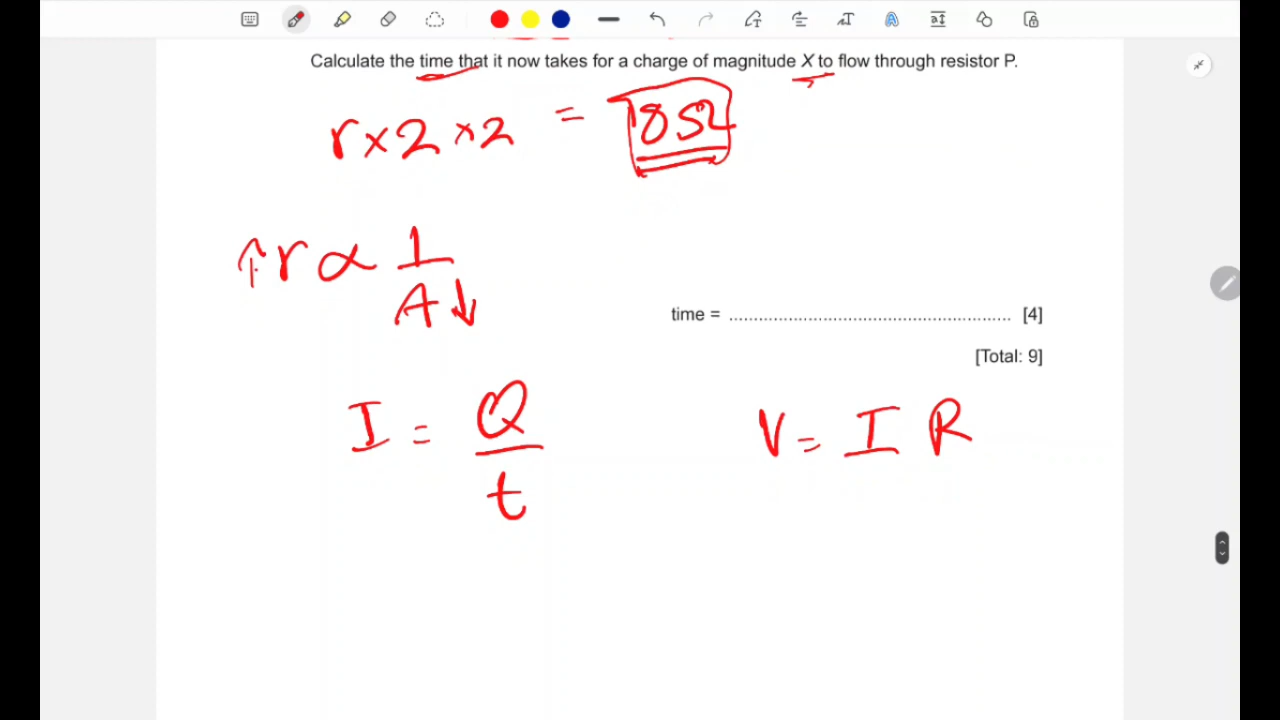 Calculate the time that it now takes for a charge of magnitude X to flow through resistor P.
r × 2 × 2 = 185Ω
↑r ∝ 1/A↓
time = .................................................... [4]
[Total: 9]
I = Q/t
V = I R